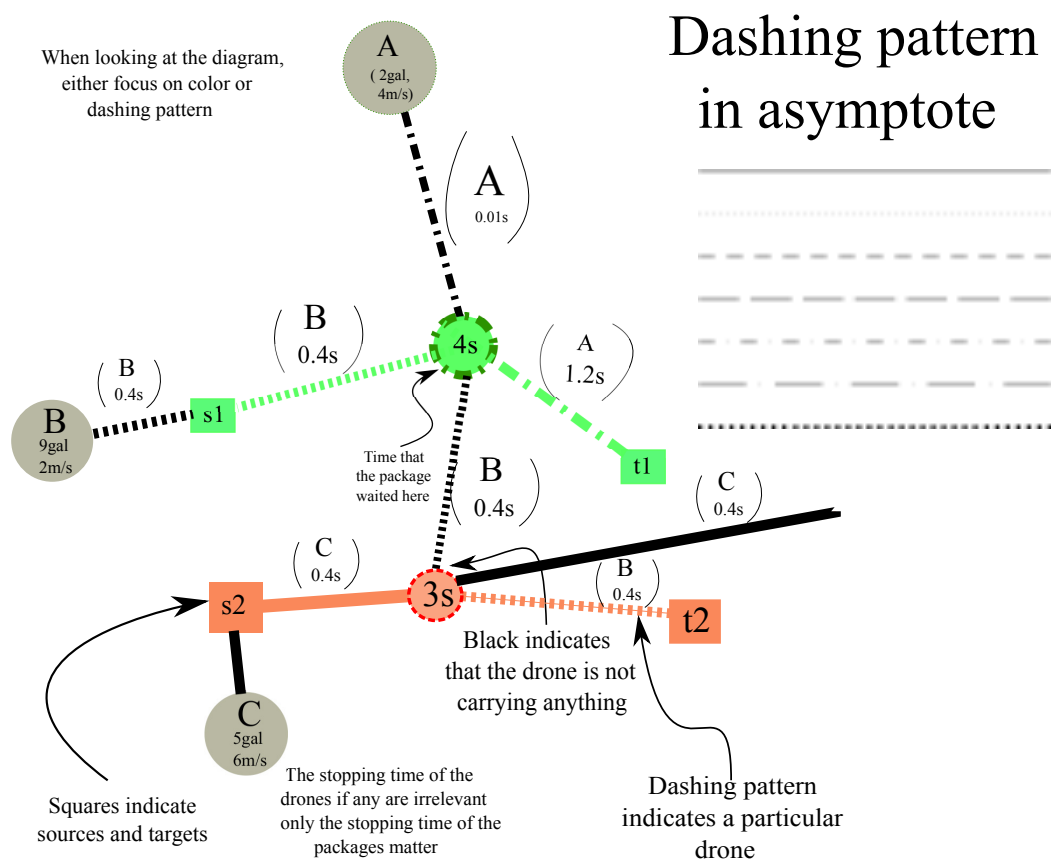 When looking at the diagram,
either focus on color or
dashing pattern
A
( 2gal,
4m/s)
Dashing pattern
in asymptote
A
0.01s
B
0.4s
4s
A
1.2s
B
0.4s
B
9gal
2m/s
s1
Time that
the package
waited here
t1
B
0.4s
C
0.4s
C
0.4s
s2
3s
B
0.4s
t2
Black indicates
that the drone is not
carrying anything
C
5gal
6m/s
Squares indicate
sources and targets
The stopping time of the
drones if any are irrelevant
only the stopping time of the
packages matter
Dashing pattern
indicates a particular
drone